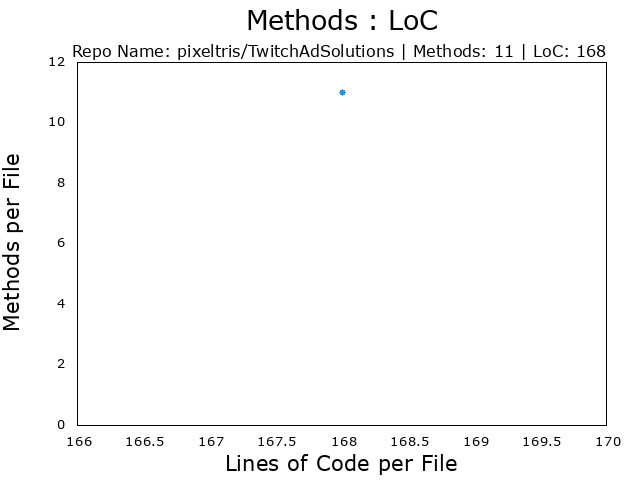 Methods : LoC
Repo Name: pixeltris/TwitchAdSolutions | Methods: 11 | LoC: 168
12
10
8
6
4
2
0
Methods per File
166 166.5 167 167.5 168 168.5 169 169.5 170
Lines of Code per File